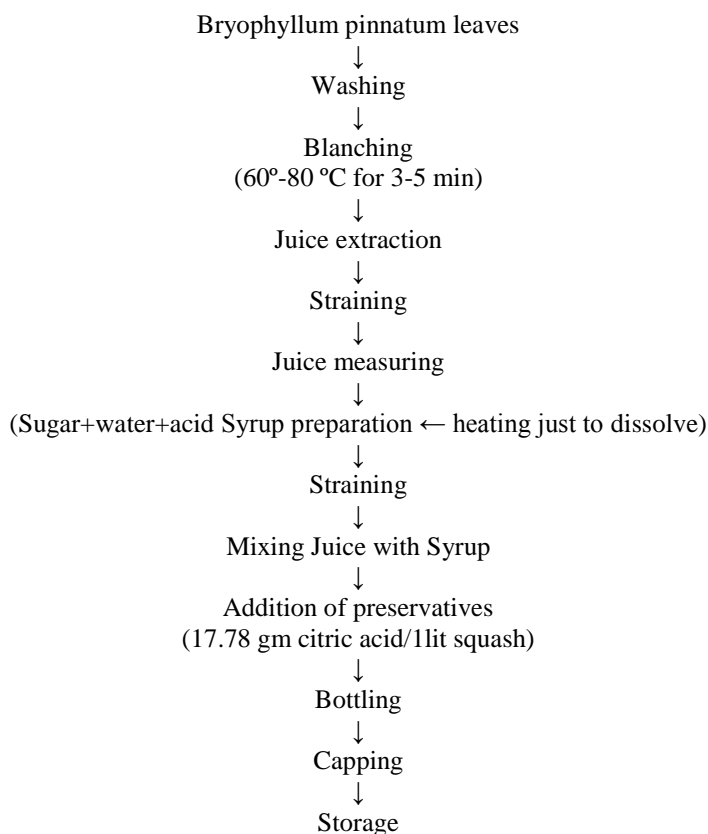 Bryophyllum pinnatum leaves
↓
Washing
↓
Blanching
(60º-80 ºC for 3-5 min)
↓
Juice extraction
↓
Straining
↓
Juice measuring
↓
(Sugar+water+acid Syrup preparation ← heating just to dissolve)
↓
Straining
↓
Mixing Juice with Syrup
↓
Addition of preservatives
(17.78 gm citric acid/1lit squash)
↓
Bottling
↓
Capping
↓
Storage